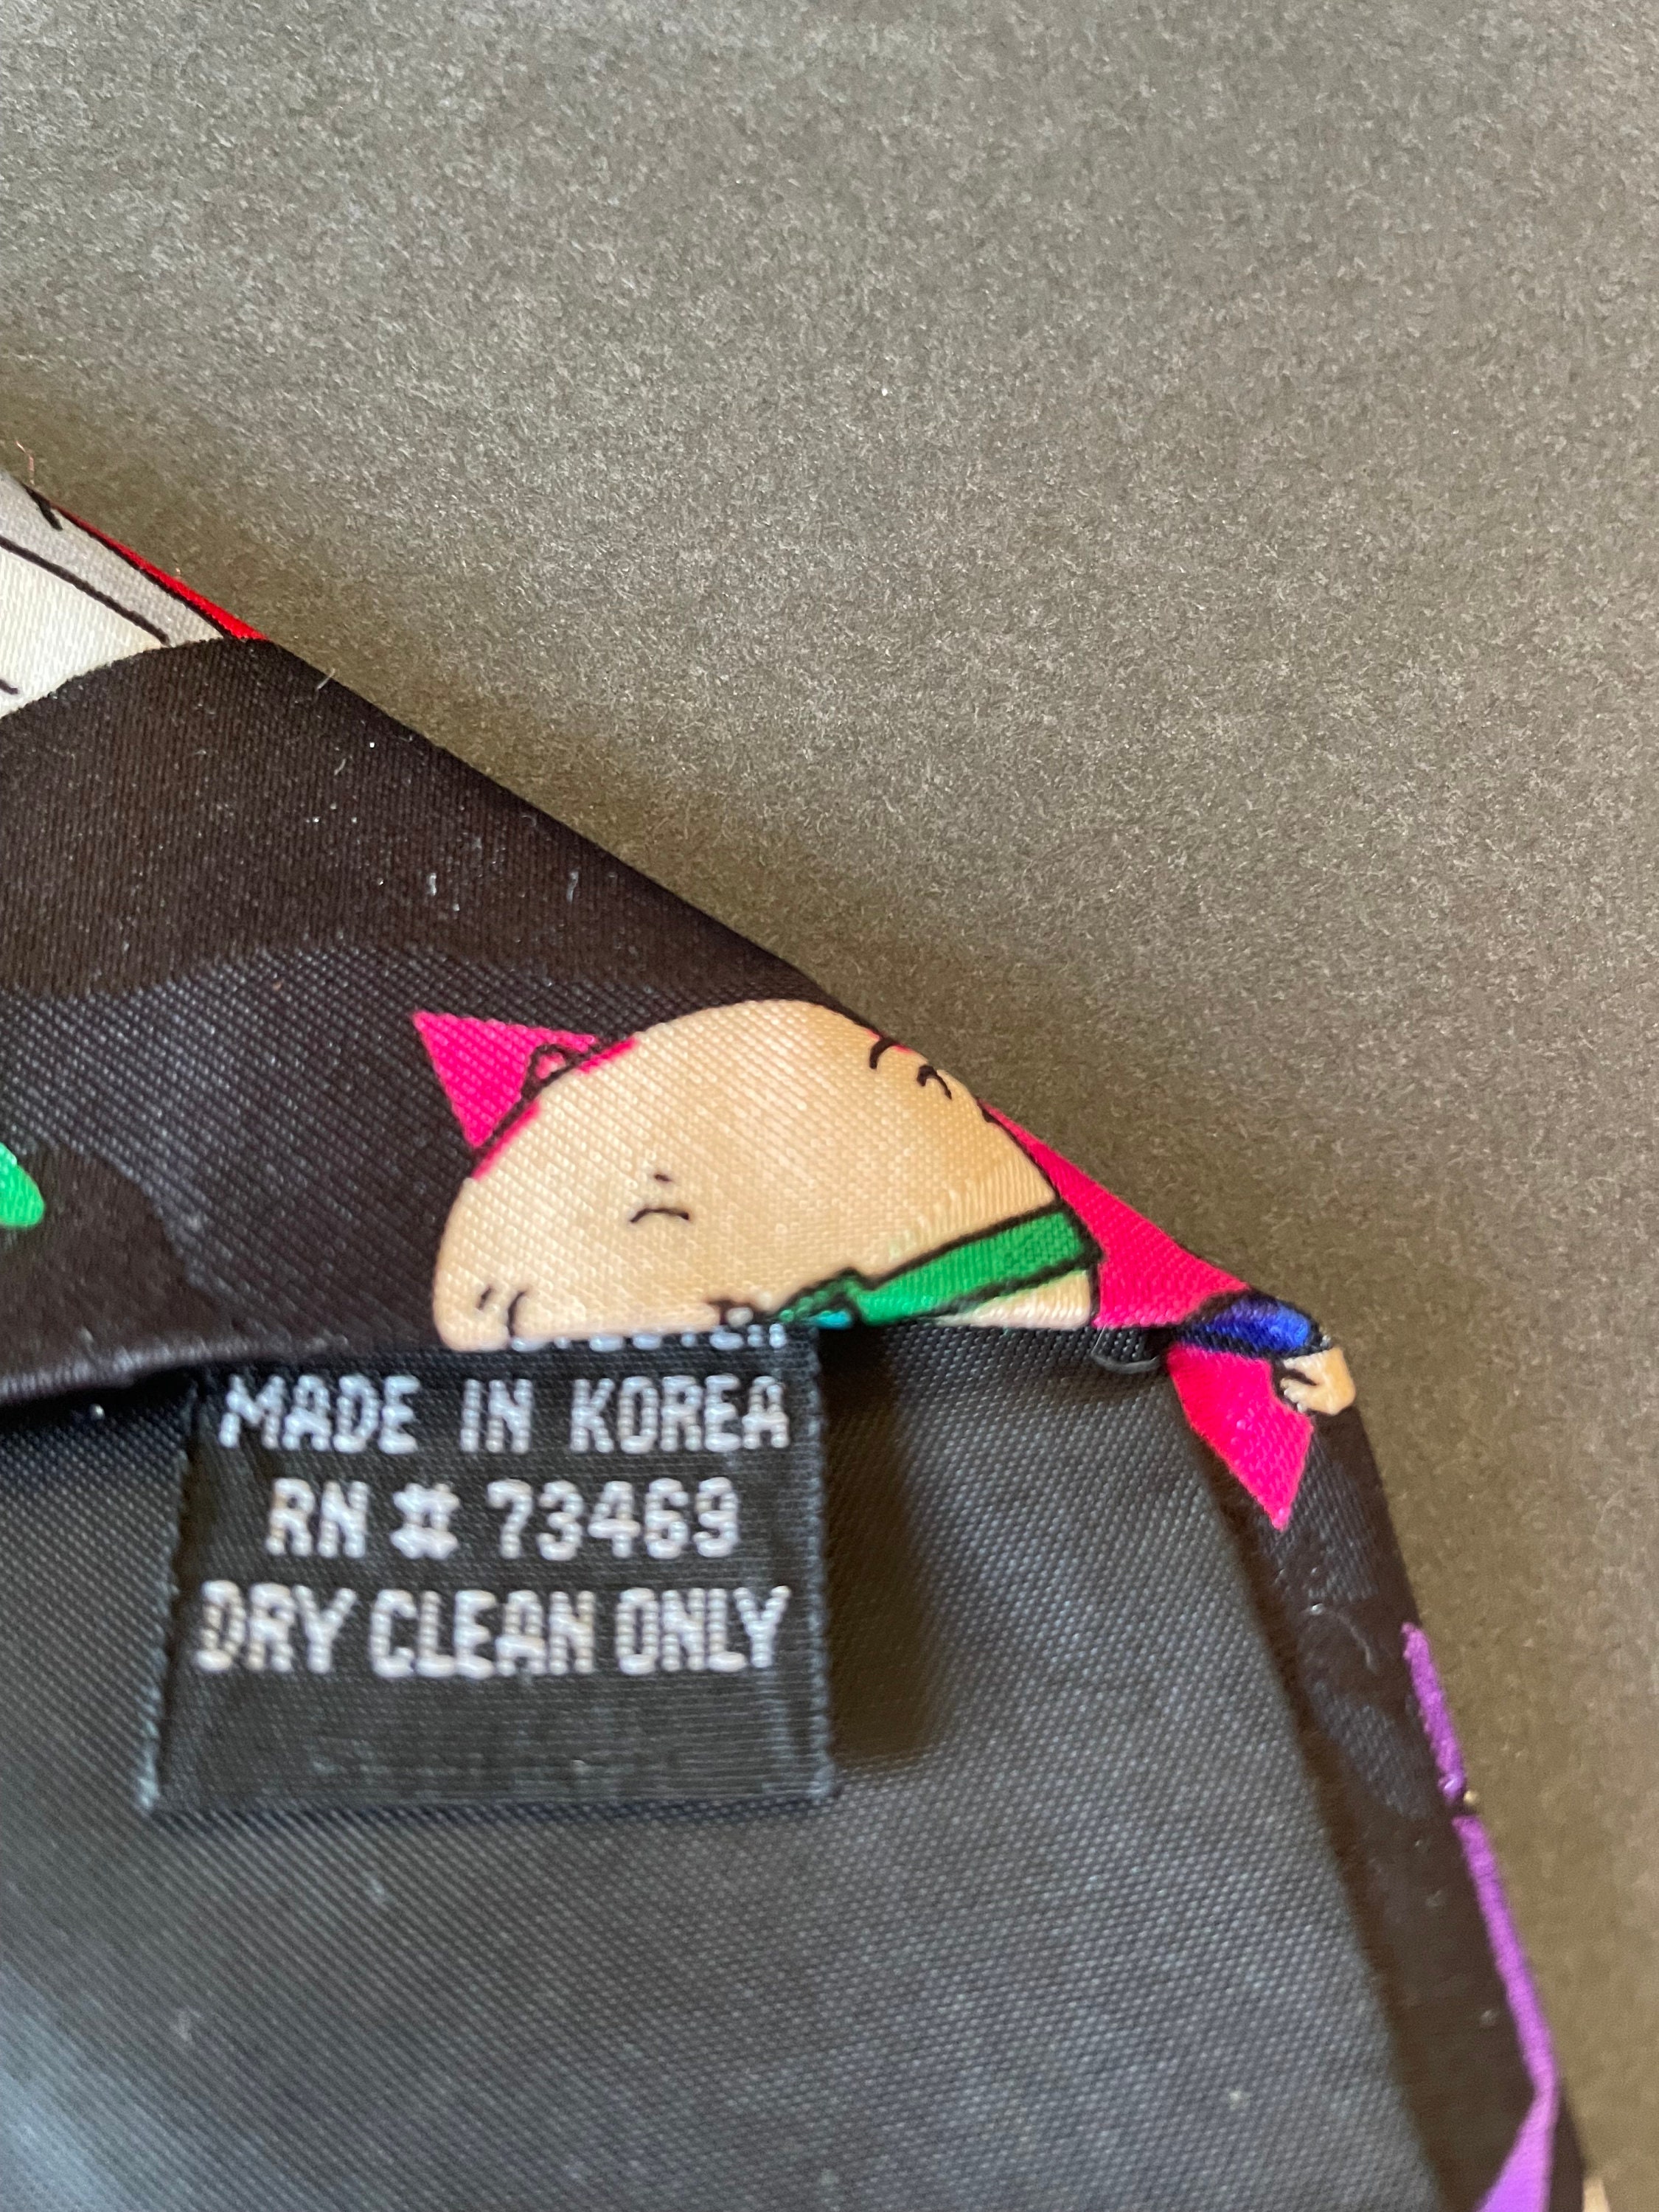 MADE IN KOREA
RN # 73469
DRY CLEAN ONLY